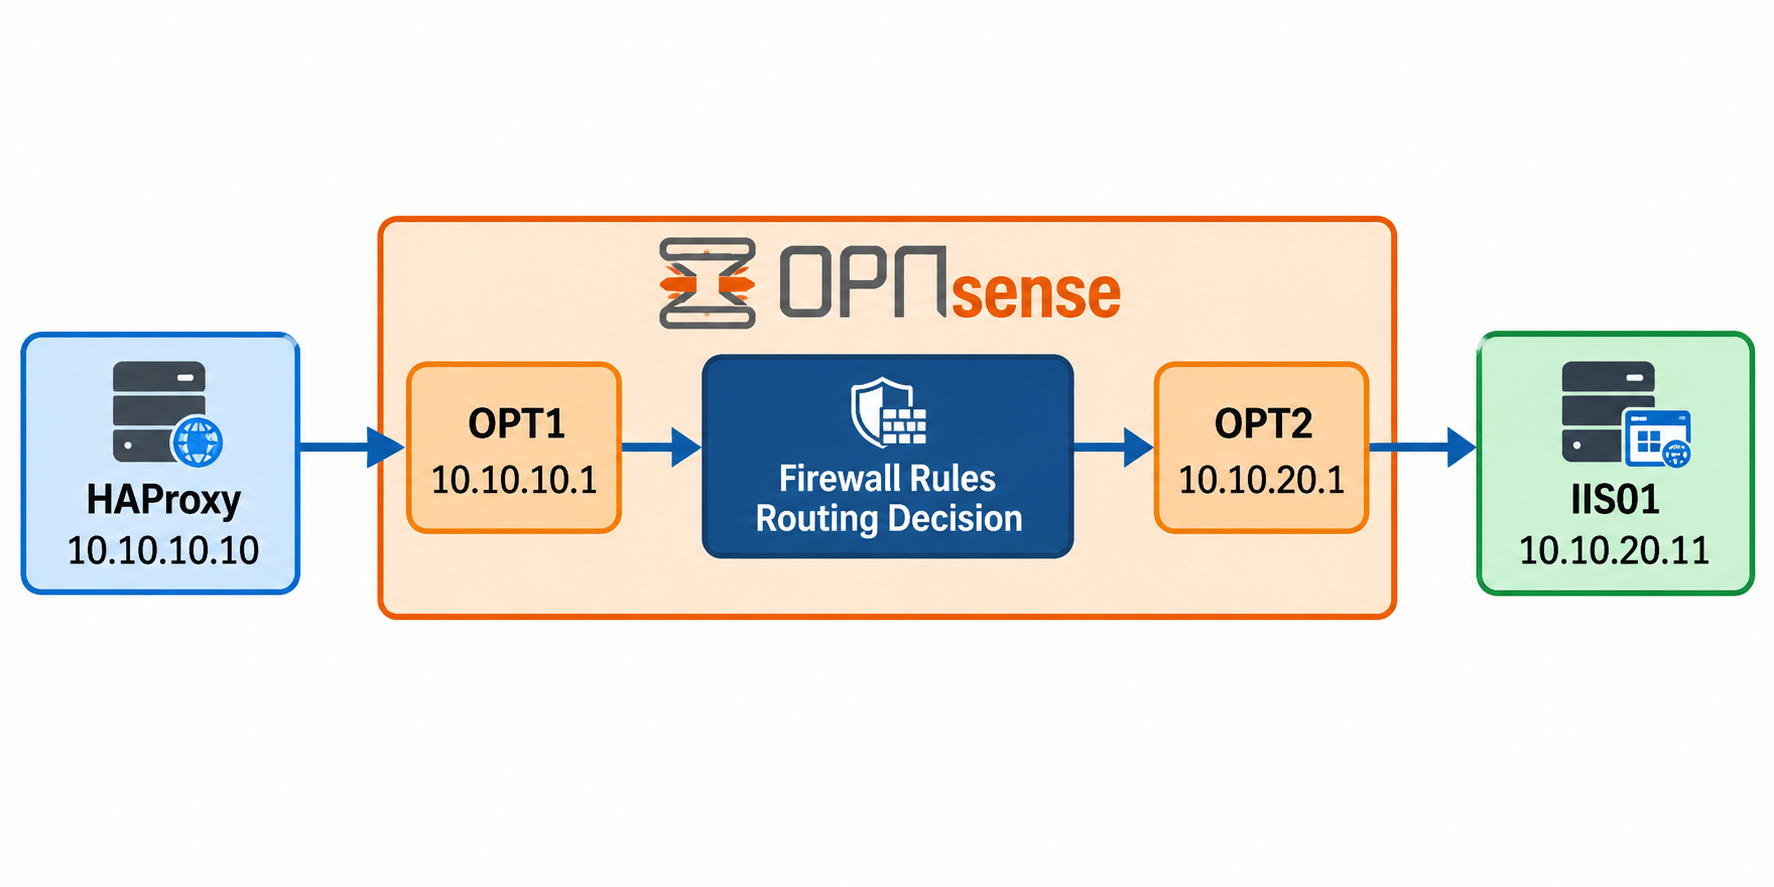 OPNsense
HAProxy
10.10.10.10
OPT1
10.10.10.1
Firewall Rules
Routing Decision
OPT2
10.10.20.1
IIS01
10.10.20.11